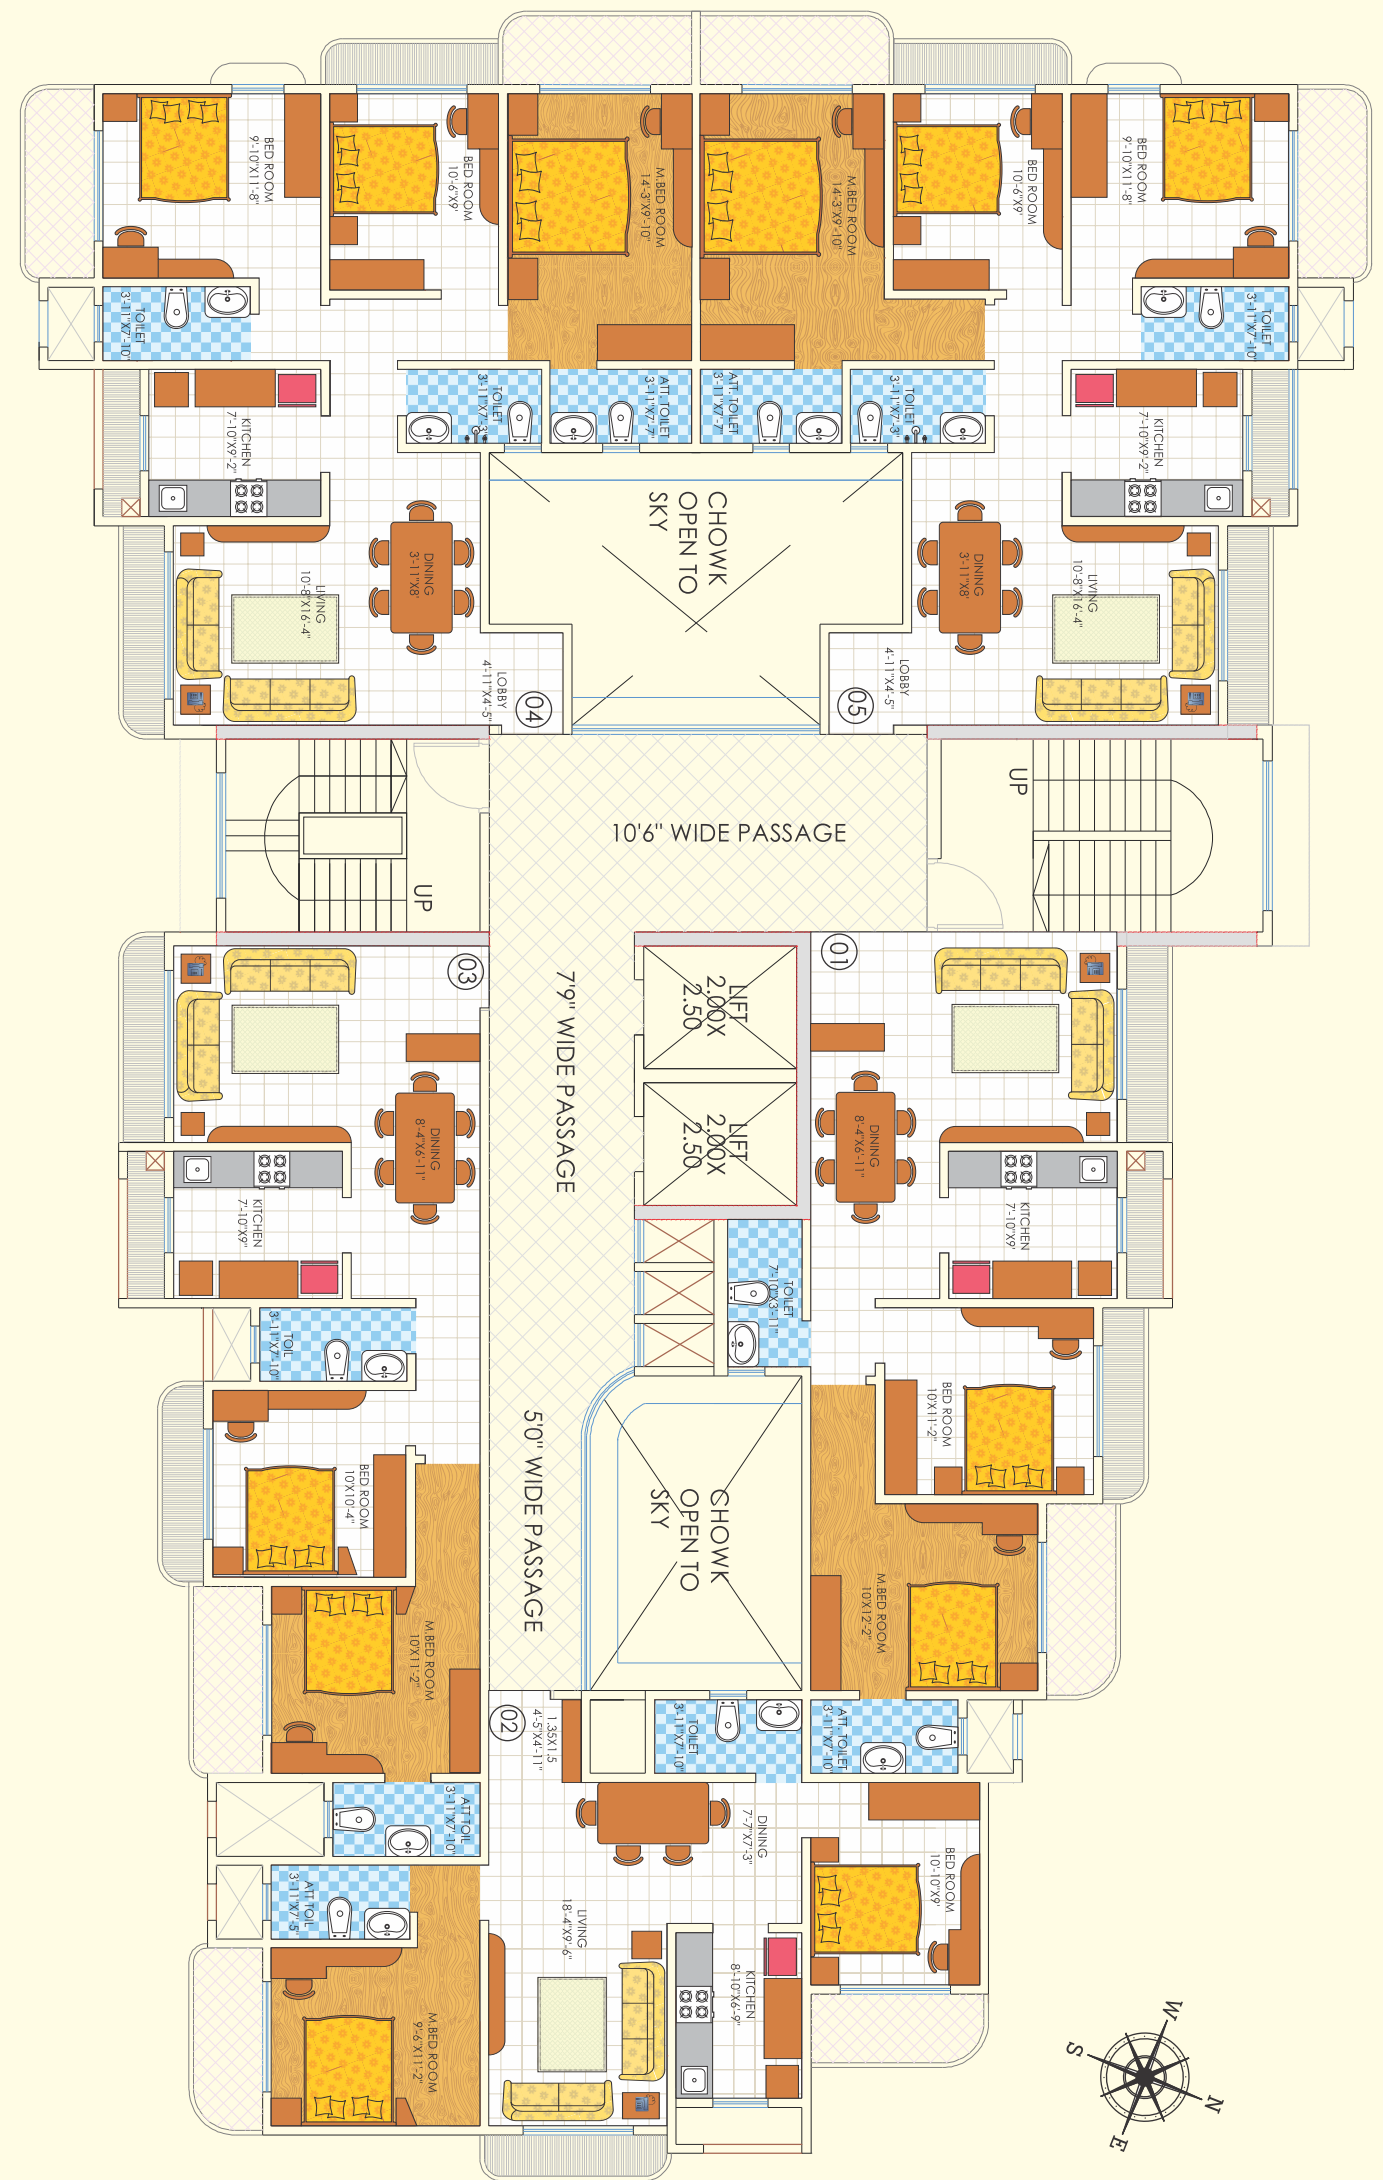 BED ROOM
9'-10"X11'-8"
BED ROOM
10'-6"X9'
M.BED ROOM
14'-3"X9'-10"
M.BED ROOM
14'-3"X9'-10"
BED ROOM
10'-6"X9'
BED ROOM
9'-10"X11'-8"
TOILET
3'-11"X7'-10"
TOILET
3'-11"X7'-10"
TOILET
3'-11"X7'-3"
ATT. TOILET
3'-11"X7'-7"
ATT. TOILET
3'-11"X7'-7"
TOILET
3'-11"X7'-3"
KITCHEN
7'-10"X9'-2"
KITCHEN
7'-10"X9'-2"
CHOWK
OPEN TO
SKY
DINING
3'-11"X8'
DINING
3'-11"X8'
LIVING
10'-8"X16'-4"
LIVING
10'-8"X16'-4"
LOBBY
4'-11"X4'-5"
04
LOBBY
4'-11"X4'-5"
05
UP
10'6" WIDE PASSAGE
UP
03
7'9" WIDE PASSAGE
LIFT
2.00X
2.50
01
LIFT
2.00X
2.50
DINING
8'-4"X6'-11"
DINING
8'-4"X6'-11"
KITCHEN
7'-10"X9'
KITCHEN
7'-10"X9'
TOILET
7'-10"X3'-11"
TOIL
3'-11"X7'-10"
BED ROOM
10'X11'-2"
BED ROOM
10'X10'-4"
5'0" WIDE PASSAGE
CHOWK
OPEN TO
SKY
M.BED ROOM
10'X12'-2"
M.BED ROOM
10'X11'-2"
02
1.35X1.5
4'-5"X4'-11"
TOILET
3'-11"X7'-10"
ATT. TOILET
3'-11"X7'-10"
ATT.TOIL
3'-11"X7'-10"
DINING
7'-7"X7'-3"
BED ROOM
10'-10"X9'
ATT.TOIL
3'-11"X7'-5"
LIVING
18'-4"X9'-6"
KITCHEN
8'-10"X6'-9"
M.BED ROOM
9'-6"X11'-2"
W
S
N
E